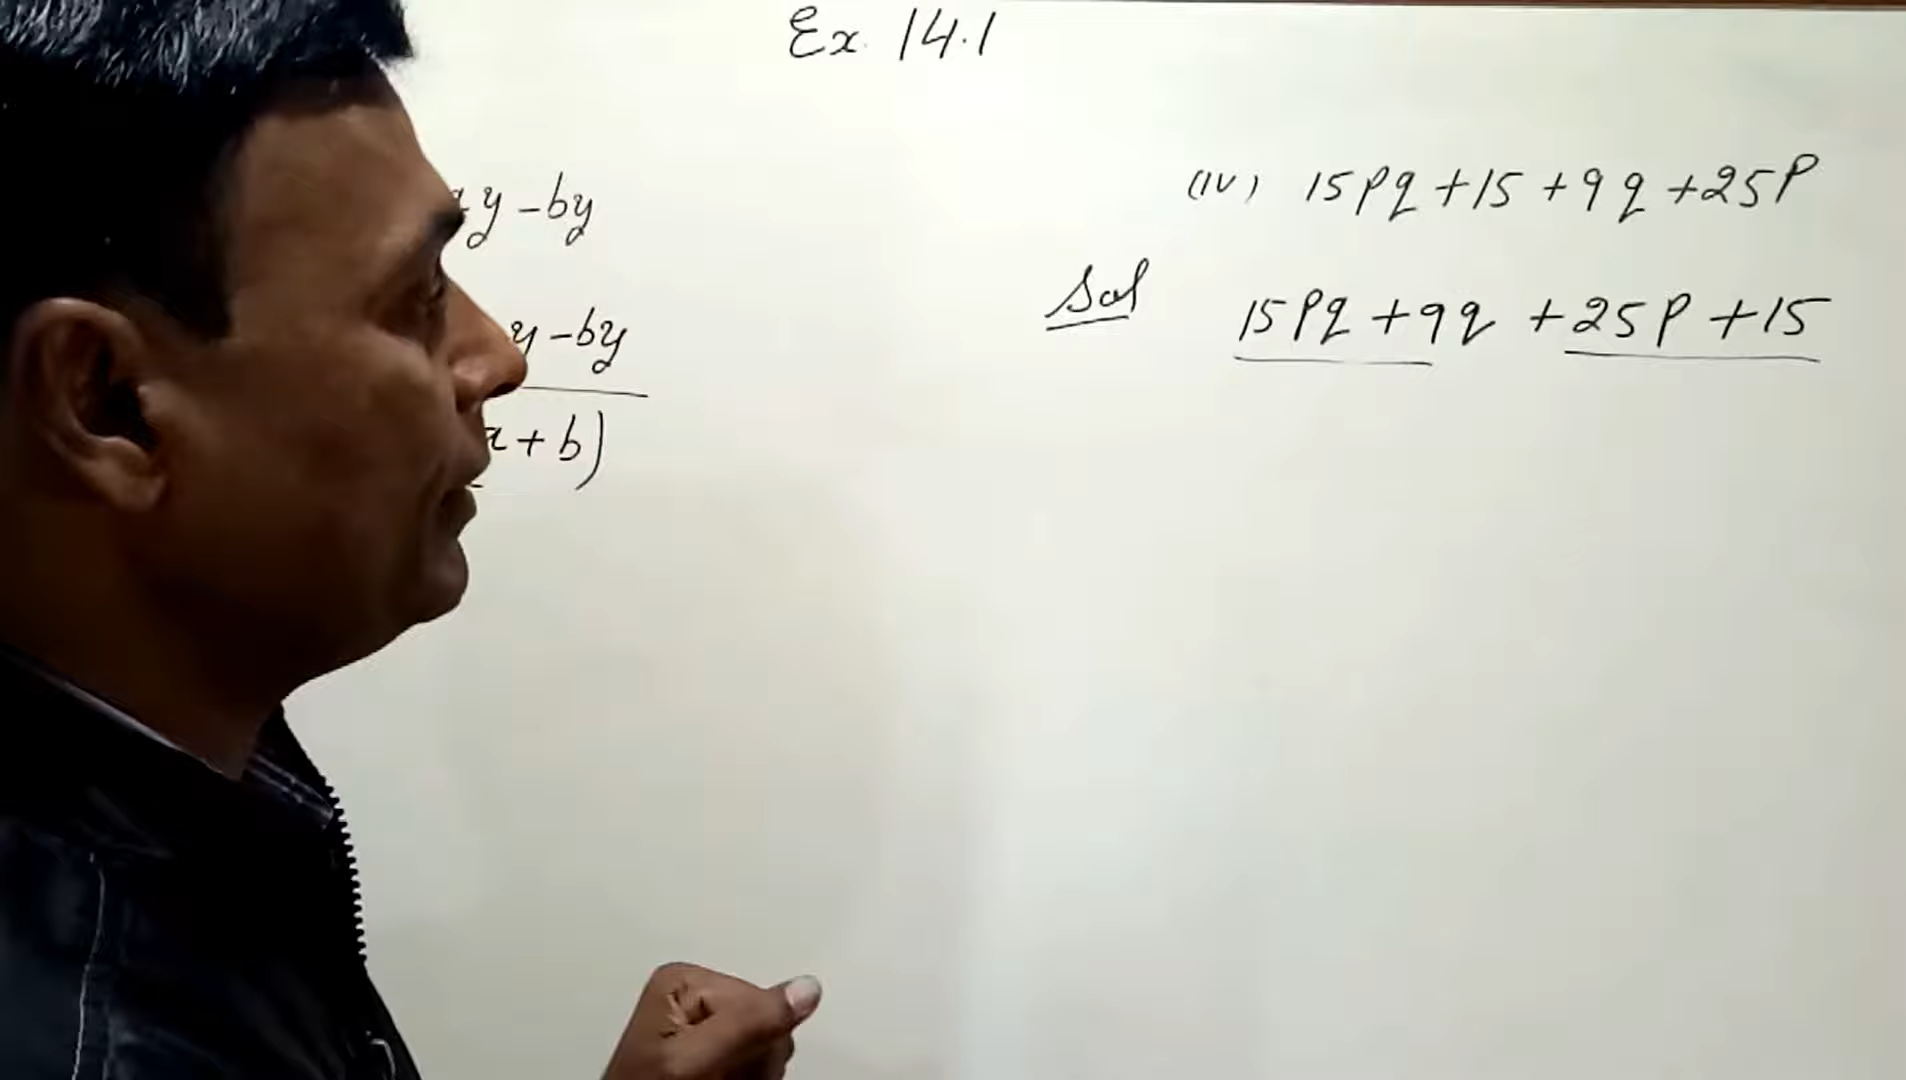 Ex. 14.1
y - by
y - by
a + b)
(iv) 15pq + 15 + 9q + 25p
Sol 15pq + 9q + 25p + 15